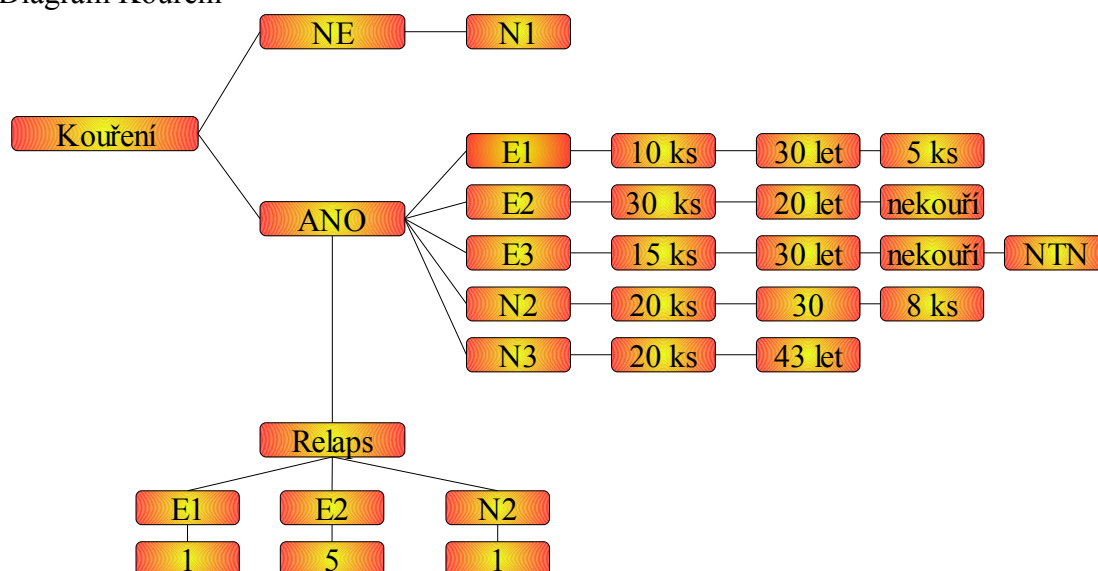 Diagram Kouření
NE N1
Kouření
E1 10 ks 30 let 5 ks
ANO E2 30 ks 20 let nekouří
E3 15 ks 30 let nekouří NTN
N2 20 ks 30 8 ks
N3 20 ks 43 let
Relaps
E1 E2 N2
1 5 1